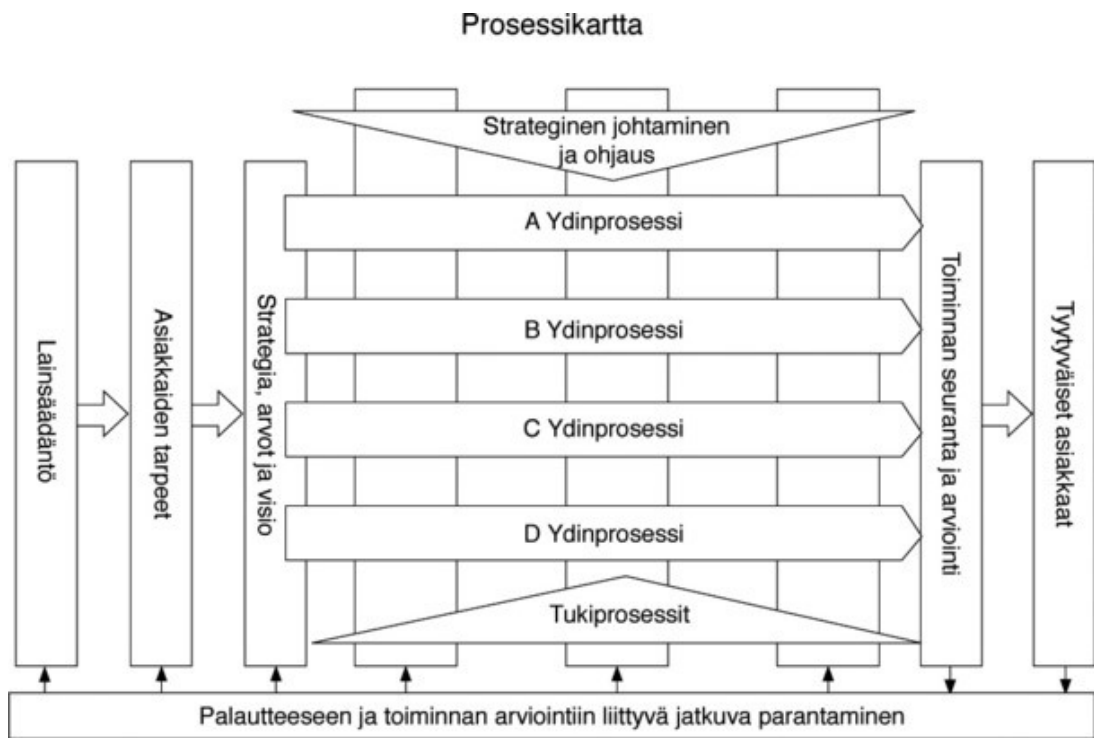 Prosessikartta
Strateginen johtaminen
ja ohjaus
Lainsäädäntö
Asiakkaiden tarpeet
Strategia, arvot ja visio
A Ydinprosessi
B Ydinprosessi
C Ydinprosessi
D Ydinprosessi
Tukiprosessit
Toiminnan seuranta ja arviointi
Tyytyväiset asiakkaat
Palautteeseen ja toiminnan arviointiin liittyvä jatkuva parantaminen